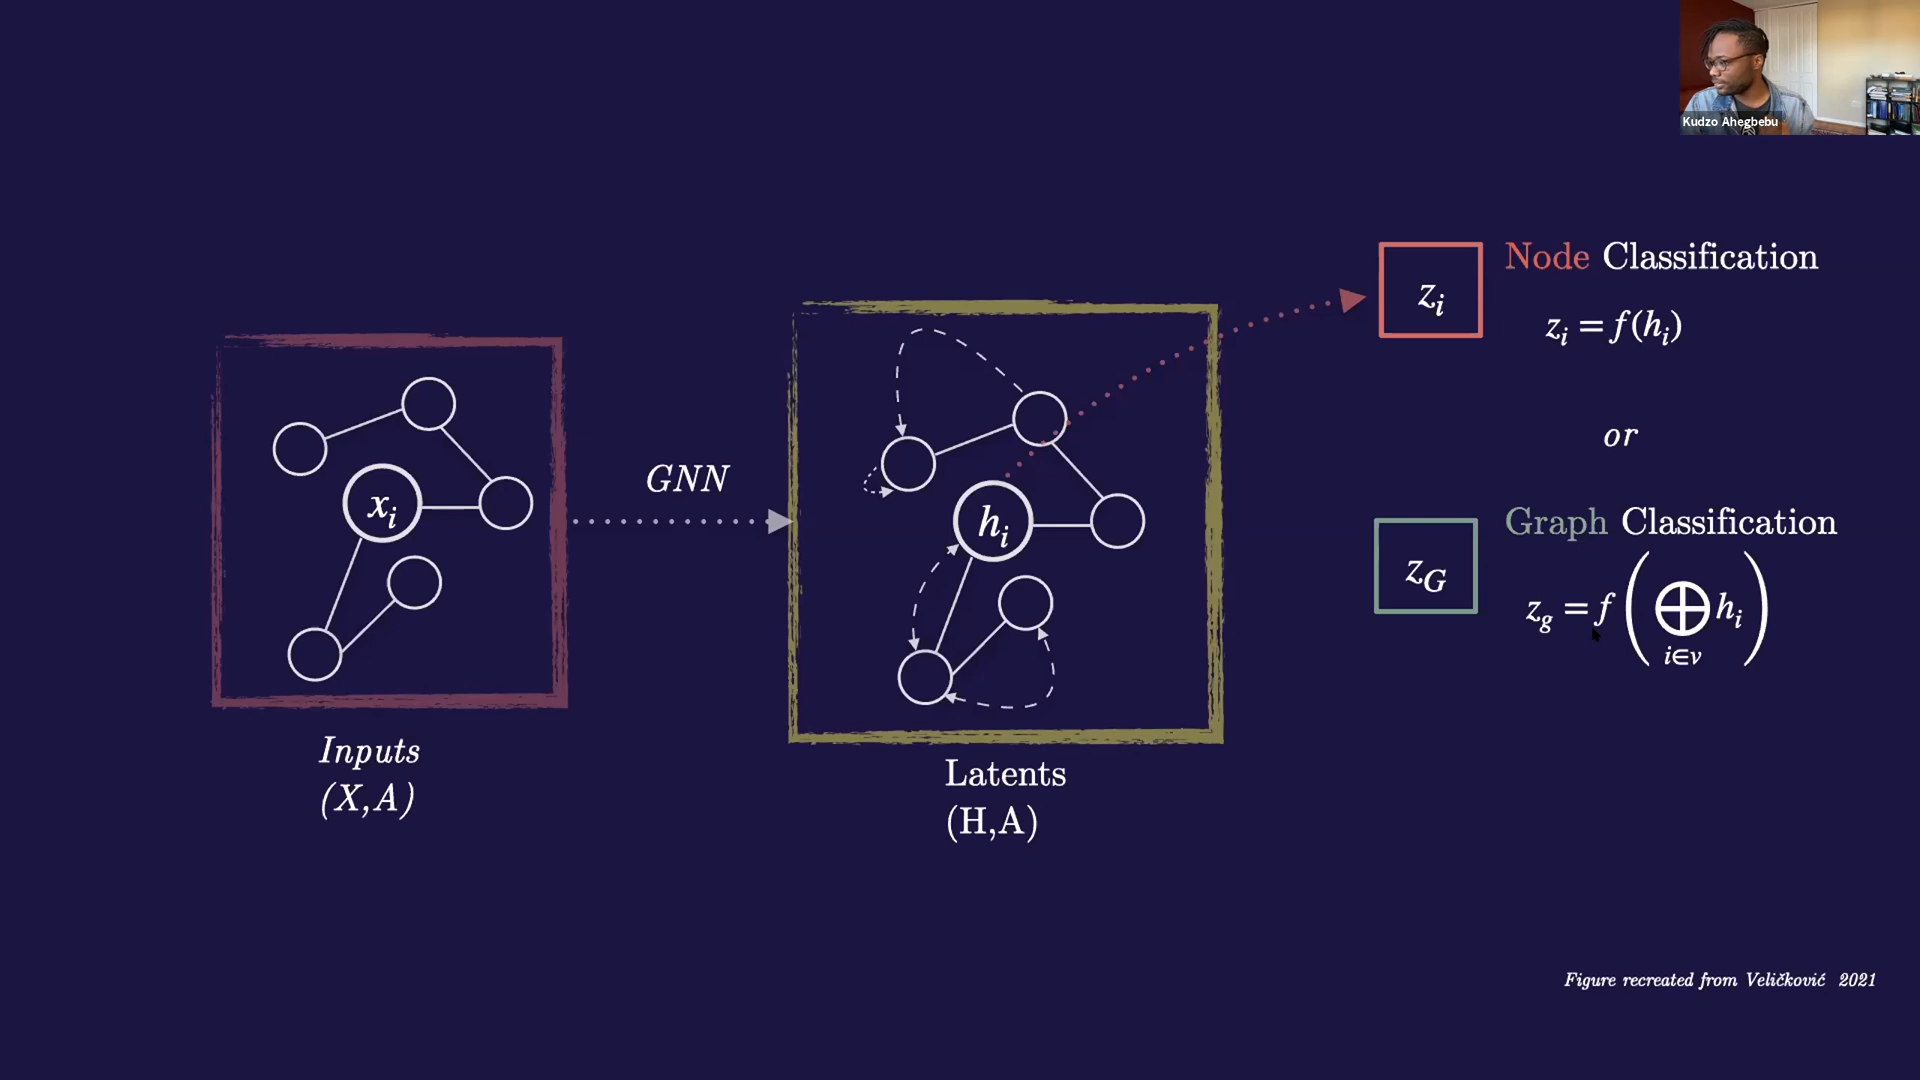 Kudzo Ahegbebu
x_i
Inputs
(X,A)
GNN
h_i
Latents
(H,A)
z_i
Node Classification
z_i = f(h_i)
or
z_G
Graph Classification
z_g = f(⊕_{i∈v} h_i)
Figure recreated from Veličković 2021